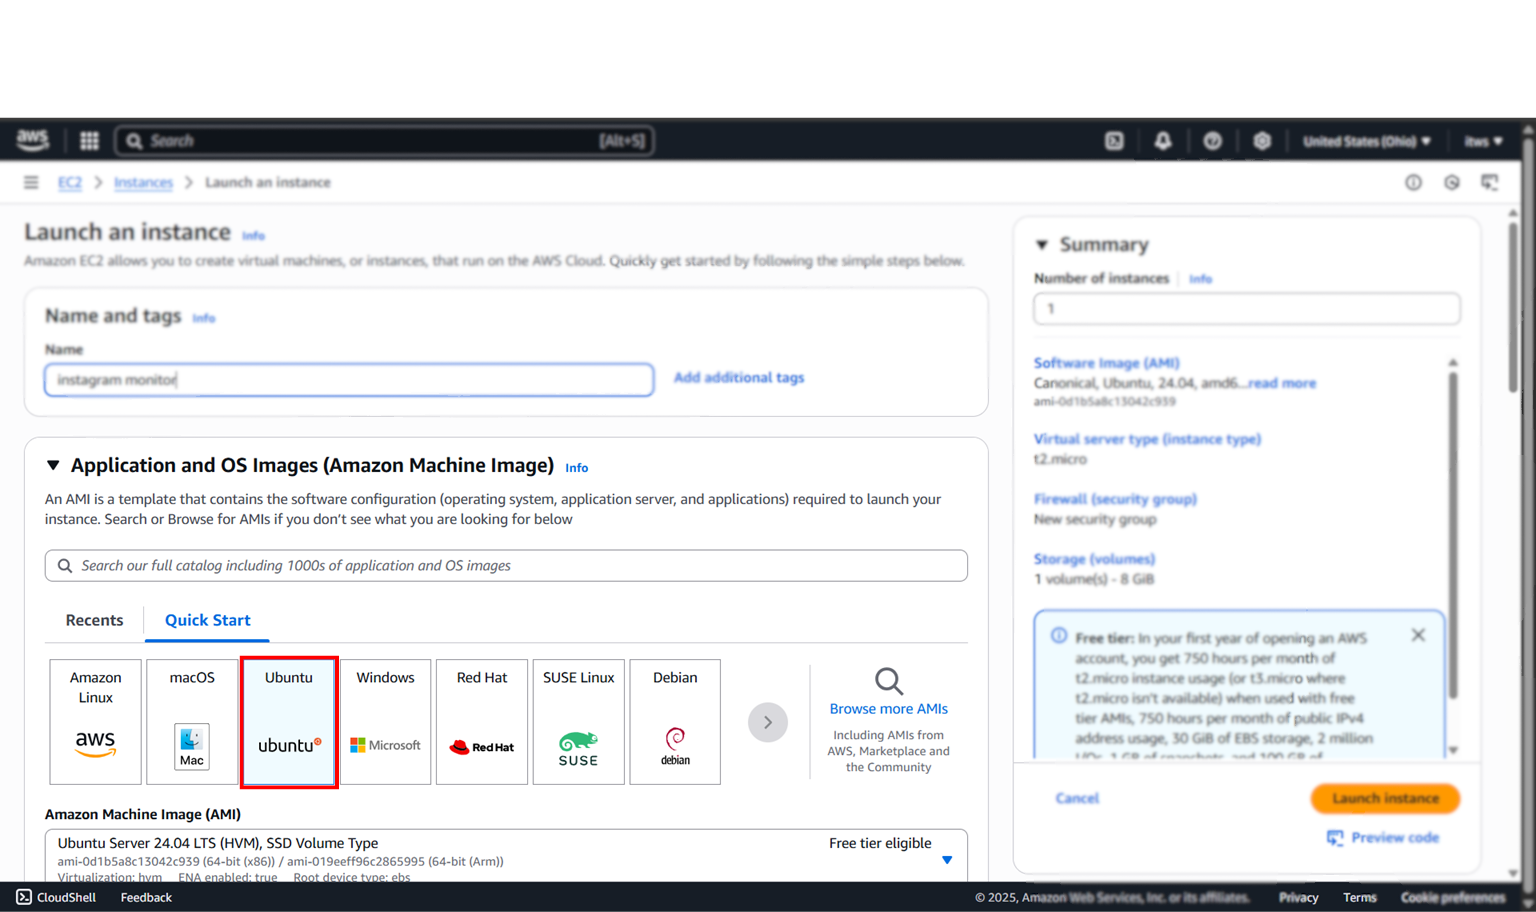 aws
Search [Alt+S]
United States (Ohio) itws
EC2 > Instances > Launch an instance
Launch an instance Info
Amazon EC2 allows you to create virtual machines, or instances, that run on the AWS Cloud. Quickly get started by following the simple steps below.
Name and tags Info
Name
instagram monitor
Add additional tags
Application and OS Images (Amazon Machine Image) Info
An AMI is a template that contains the software configuration (operating system, application server, and applications) required to launch your
instance. Search or Browse for AMIs if you don’t see what you are looking for below
Search our full catalog including 1000s of application and OS images
Recents Quick Start
Amazon
Linux
aws
macOS
Mac
Ubuntu
ubuntu
Windows
Microsoft
Red Hat
Red Hat
SUSE Linux
SUSE
Debian
debian
Browse more AMIs
Including AMIs from
AWS, Marketplace and
the Community
Amazon Machine Image (AMI)
Ubuntu Server 24.04 LTS (HVM), SSD Volume Type Free tier eligible
ami-0d1b5a8c13042c939 (64-bit (x86)) / ami-019eeff96c2865995 (64-bit (Arm))
Virtualization: hvm ENA enabled: true Root device type: ebs
Summary
Number of instances Info
1
Software Image (AMI)
Canonical, Ubuntu, 24.04, amd6...read more
ami-0d1b5a8c13042c939
Virtual server type (instance type)
t2.micro
Firewall (security group)
New security group
Storage (volumes)
1 volume(s) - 8 GiB
Free tier: In your first year of opening an AWS
account, you get 750 hours per month of
t2.micro instance usage (or t3.micro where
t2.micro isn't available) when used with free
tier AMIs, 750 hours per month of public IPv4
address usage, 30 GiB of EBS storage, 2 million
I/Os, 1 GB of snapshots, and 100 GB of
Cancel Launch instance
Preview code
CloudShell Feedback
© 2025, Amazon Web Services, Inc. or its affiliates. Privacy Terms Cookie preferences